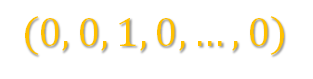 (0, 0, 1, 0, ..., 0)